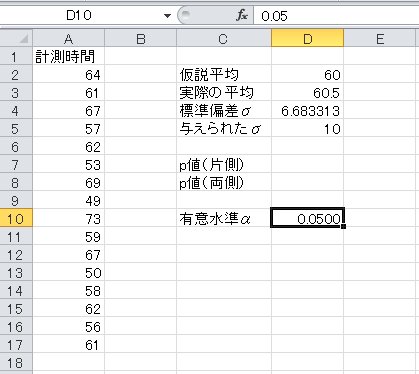 D10 fx 0.05
A B C D E
1 計測時間
2 64 仮説平均 60
3 61 実際の平均 60.5
4 67 標準偏差σ 6.683313
5 57 与えられたσ 10
6 62
7 53 p値(片側)
8 69 p値(両側)
9 49
10 73 有意水準α 0.0500
11 59
12 67
13 50
14 58
15 62
16 56
17 61
18